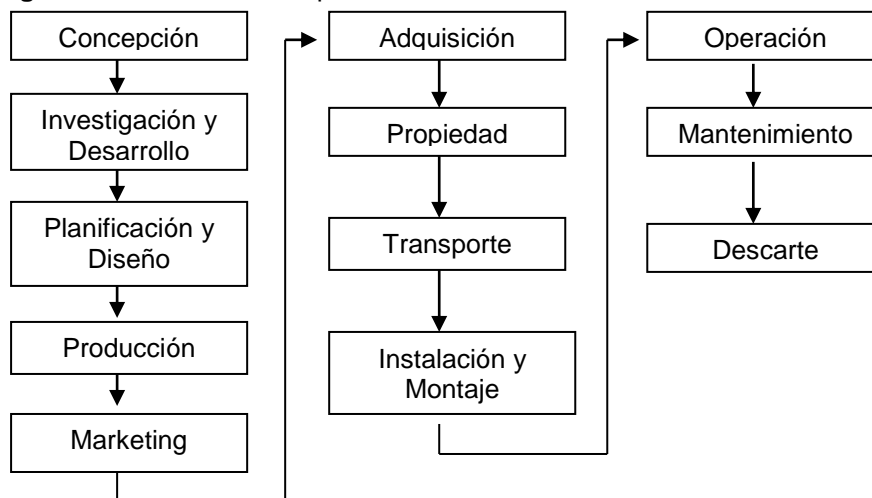 Concepción
Investigación y
Desarrollo
Planificación y
Diseño
Producción
Marketing
Adquisición
Propiedad
Transporte
Instalación y
Montaje
Operación
Mantenimiento
Descarte